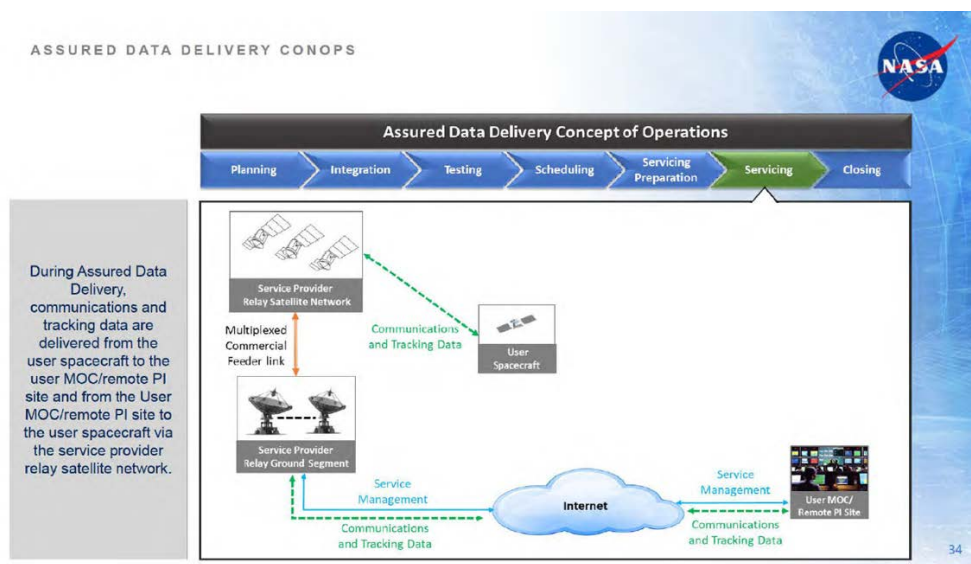 ASSURED DATA DELIVERY CONOPS
NASA
Assured Data Delivery Concept of Operations
Planning
Integration
Testing
Scheduling
Servicing
Preparation
Servicing
Closing
During Assured Data
Delivery,
communications and
tracking data are
delivered from the
user spacecraft to the
user MOC/remote PI
site and from the User
MOC/remote PI site to
the user spacecraft via
the service provider
relay satellite network.
Service Provider
Relay Satellite Network
Multiplexed
Commercial
Feeder link
Communications
and Tracking Data
User
Spacecraft
Service Provider
Relay Ground Segment
Service
Management
Communications
and Tracking Data
Internet
Service
Management
Communications
and Tracking Data
User MOC/
Remote PI Site
34